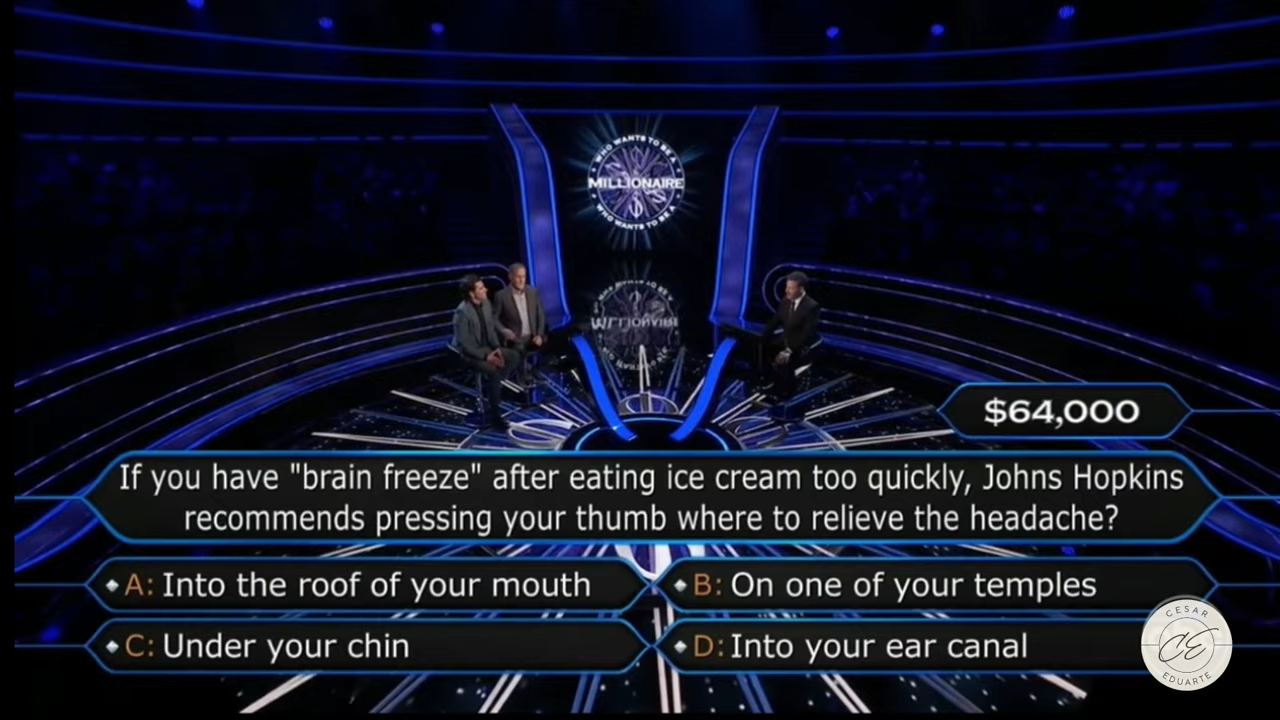 WHO WANTS TO BE A
MILLIONAIRE
WHO WANTS TO BE A
$64,000
If you have "brain freeze" after eating ice cream too quickly, Johns Hopkins
recommends pressing your thumb where to relieve the headache?
A: Into the roof of your mouth
B: On one of your temples
C: Under your chin
D: Into your ear canal
CESAR
CE
EDUARTE